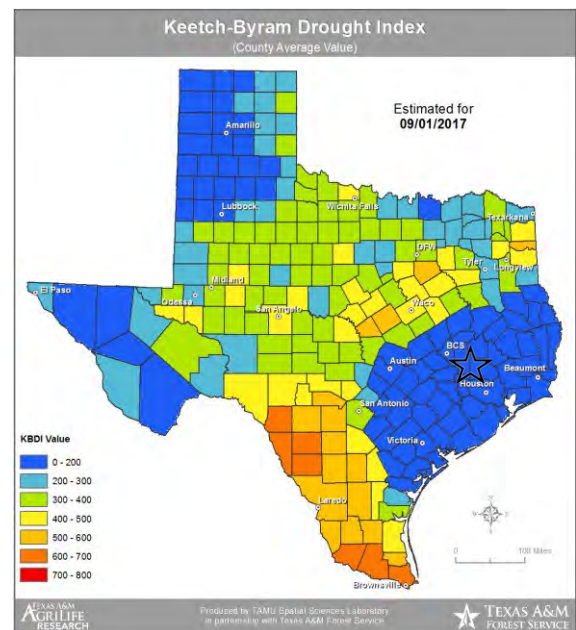 Keetch-Byram Drought Index
(County Average Value)
Estimated for
09/01/2017
Amarillo
Lubbock
Wichita Falls
Texarkana
DFW
Tyler
Longview
El Paso
Midland
Odessa
San Angelo
Waco
Austin
BCS
Beaumont
Houston
San Antonio
Victoria
Laredo
Brownsville
KBDI Value
0 - 200
200 - 300
300 - 400
400 - 500
500 - 600
600 - 700
700 - 800
0 100 Miles
TEXAS A&M
AGRILIFE
RESEARCH
Produced by TAMU Spatial Sciences Laboratory
in partnership with Texas A&M Forest Service
TEXAS A&M
FOREST SERVICE